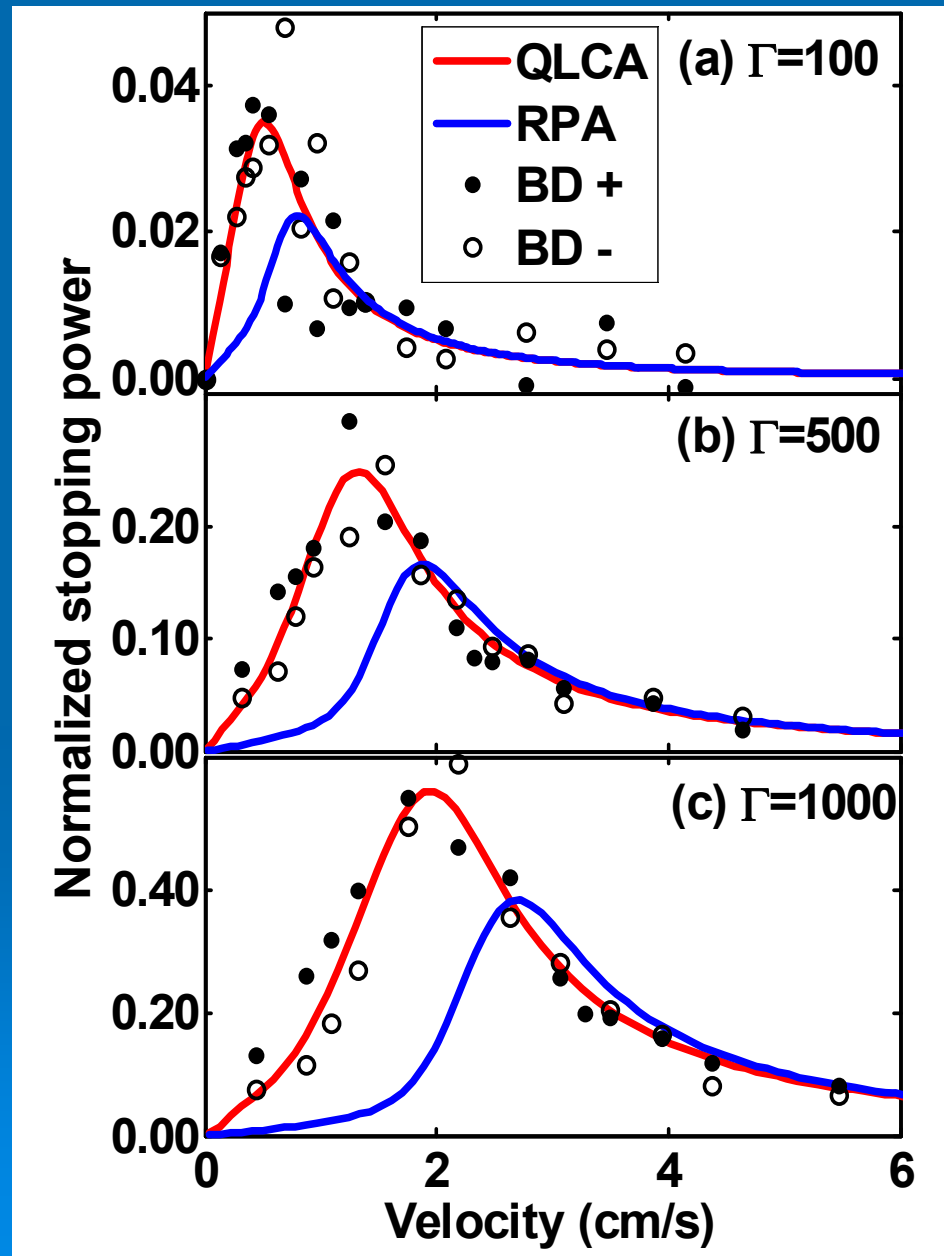 Normalized stopping power
QLCA
RPA
BD +
BD -
(a) Γ=100
0.04
0.02
0.00
(b) Γ=500
0.20
0.10
0.00
(c) Γ=1000
0.40
0.20
0.00
0 2 4 6
Velocity (cm/s)